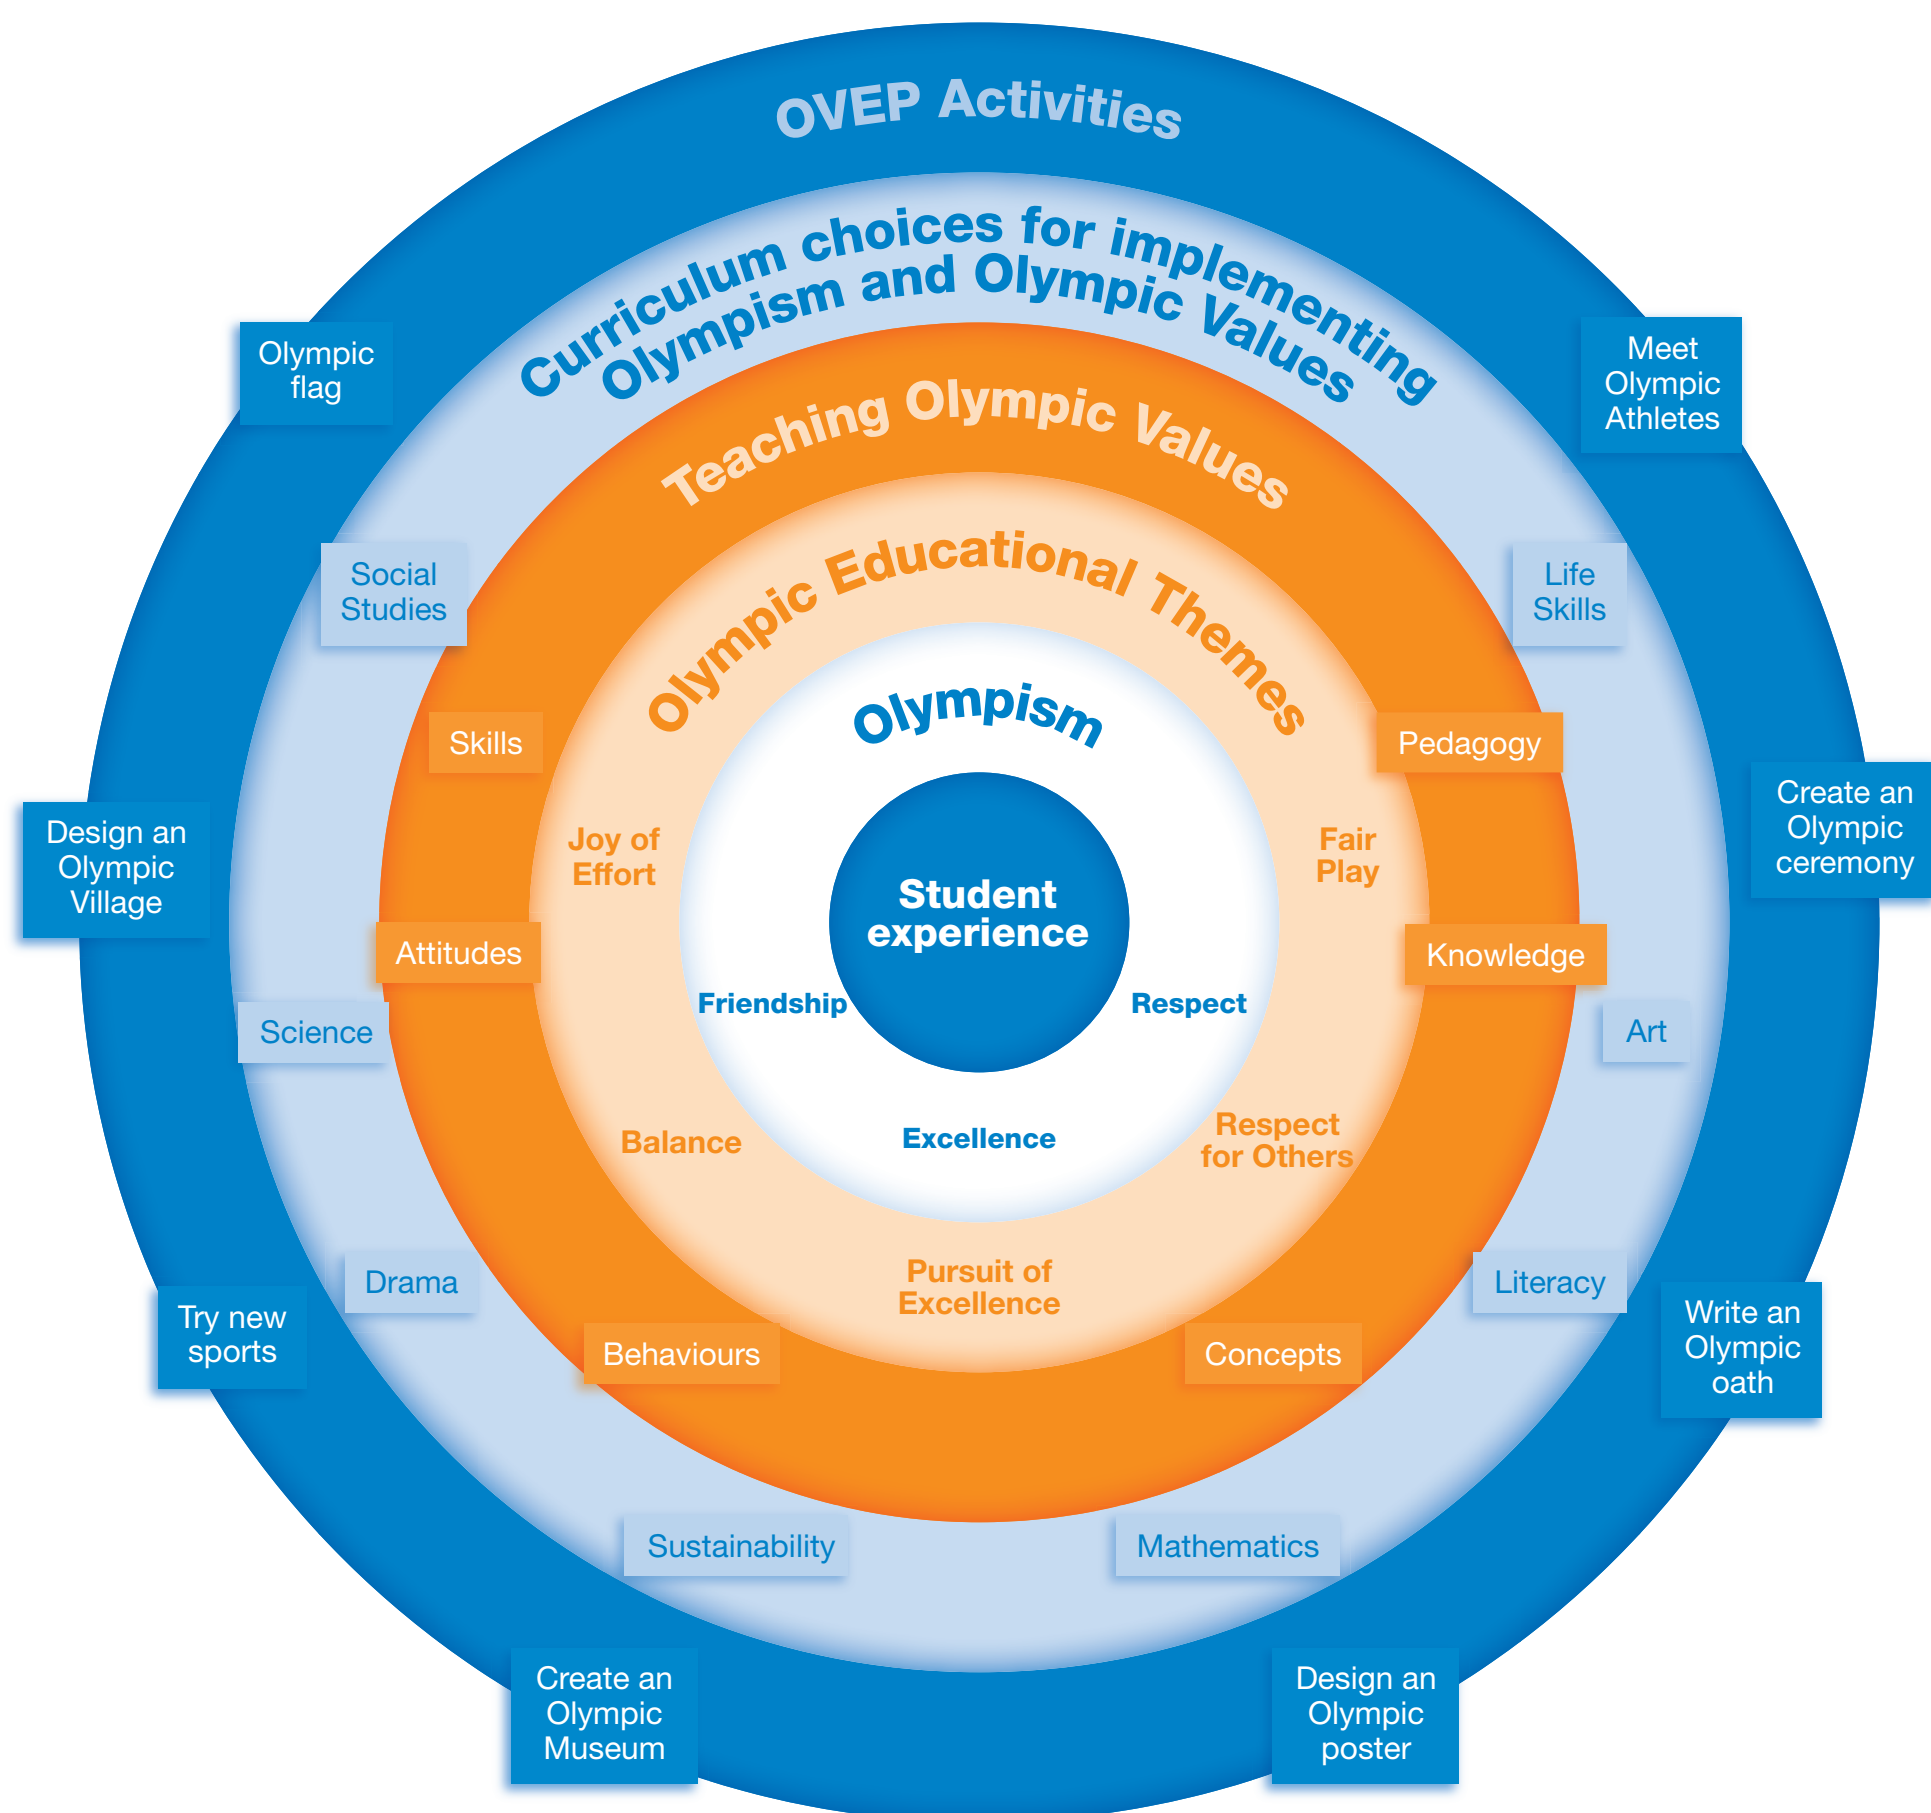 OVEP Activities
Curriculum choices for implementing
Olympism and Olympic Values
Teaching Olympic Values
Olympic Educational Themes
Olympism
Student
experience
Friendship
Respect
Excellence
Joy of
Effort
Fair
Play
Balance
Respect
for Others
Pursuit of
Excellence
Skills
Pedagogy
Attitudes
Knowledge
Behaviours
Concepts
Social
Studies
Life
Skills
Science
Art
Drama
Literacy
Sustainability
Mathematics
Olympic
flag
Meet
Olympic
Athletes
Design an
Olympic
Village
Create an
Olympic
ceremony
Try new
sports
Write an
Olympic
oath
Create an
Olympic
Museum
Design an
Olympic
poster